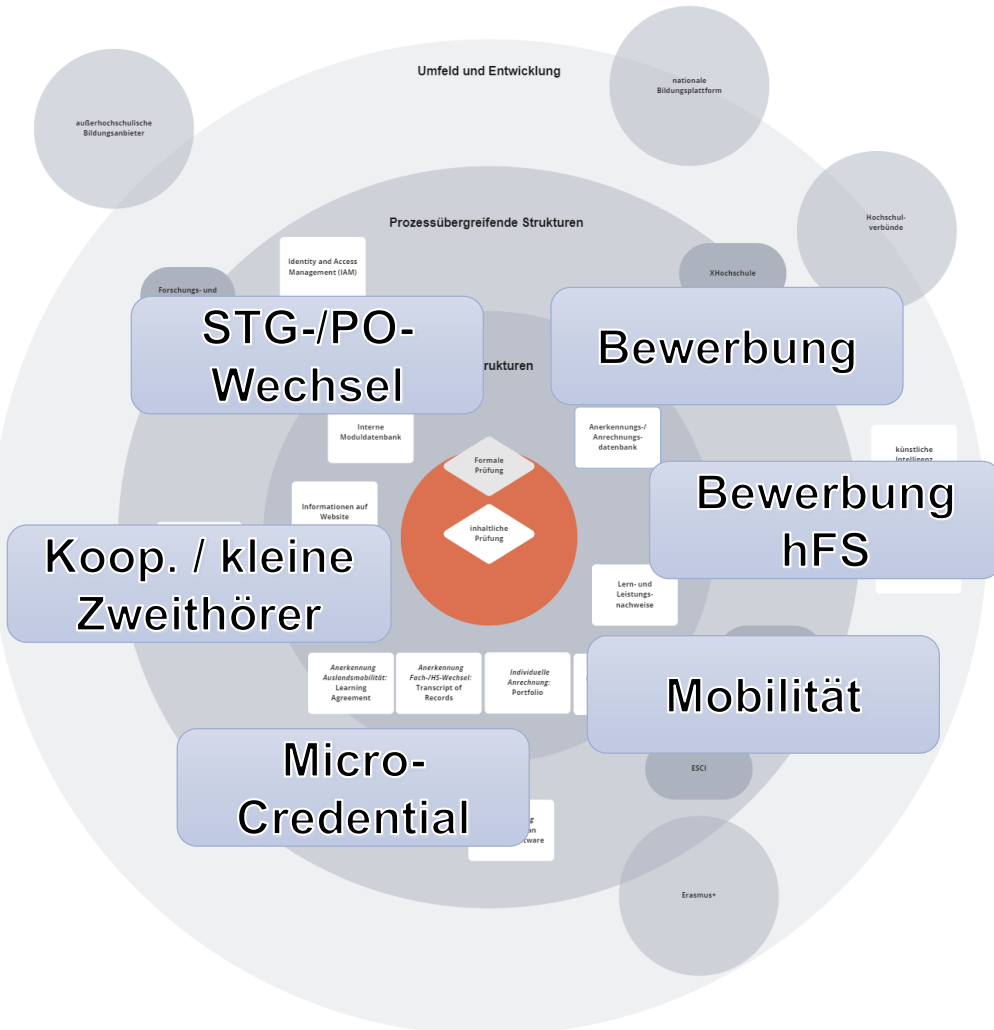 Umfeld und Entwicklung
nationale
Bildungsplattform
außerhochschulische
Bildungsanbieter
Prozessübergreifende Strukturen
Hochschul-
verbünde
Identity and Access
Management (IAM)
XHochschule
Forschungs- und
STG-/PO-
Wechsel
Bewerbung
Interne
Moduldatenbank
Anerkennungs-/
Anrechnungs-
datenbank
Formale
Prüfung
künstliche
Intelligenz
Informationen auf
Website
inhaltliche
Prüfung
Bewerbung
hFS
Koop. / kleine
Zweithörer
Lern- und
Leistungs-
nachweise
Anerkennung
Auslandsmobilität:
Learning
Agreement
Anerkennung
Fach-/HS-Wechsel:
Transcript of
Records
Individuelle
Anrechnung:
Portfolio
Mobilität
Micro-
Credential
ESCI
Erasmus+